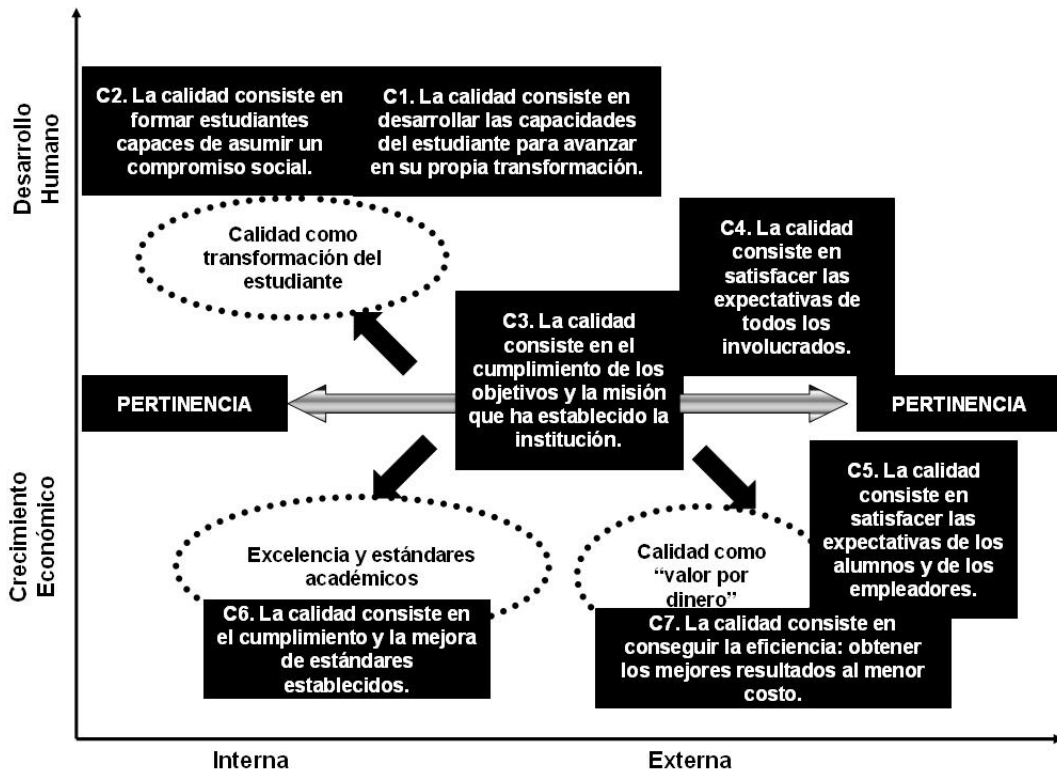 Desarrollo
Humano
C2. La calidad consiste en
formar estudiantes
capaces de asumir un
compromiso social.
C1. La calidad consiste en
desarrollar las capacidades
del estudiante para avanzar
en su propia transformación.
Calidad como
transformación del
estudiante
C4. La calidad
consiste en
satisfacer las
expectativas de
todos los
involucrados.
C3. La calidad
consiste en el
cumplimiento de los
objetivos y la misión
que ha establecido la
institución.
PERTINENCIA
PERTINENCIA
Crecimiento
Económico
C5. La calidad
consiste en
satisfacer las
expectativas de los
alumnos y de los
empleadores.
Excelencia y estándares
académicos
Calidad como
“valor por
dinero”
C6. La calidad consiste en
el cumplimiento y la mejora
de estándares
establecidos.
C7. La calidad consiste en
conseguir la eficiencia: obtener
los mejores resultados al menor
costo.
Interna
Externa